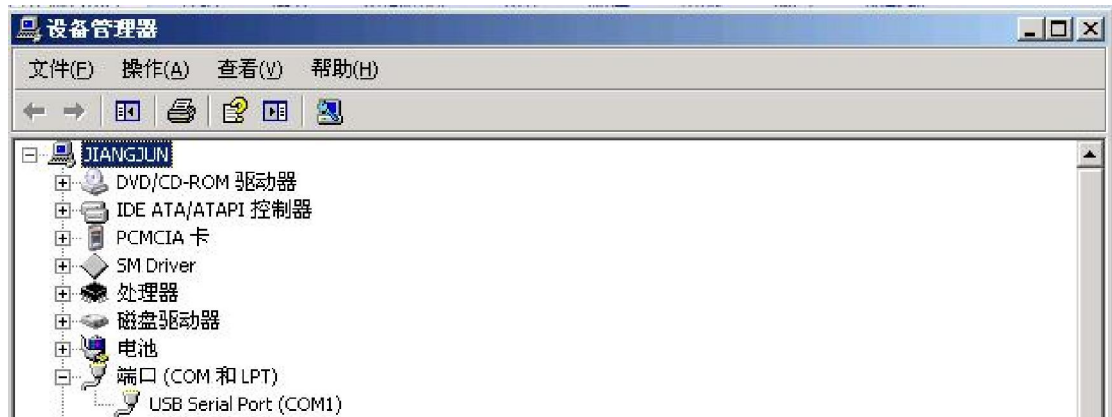 设备管理器
文件(F) 操作(A) 查看(V) 帮助(H)
JIANGJUN
DVD/CD-ROM 驱动器
IDE ATA/ATAPI 控制器
PCMCIA 卡
SM Driver
处理器
磁盘驱动器
电池
端口 (COM 和 LPT)
USB Serial Port (COM1)